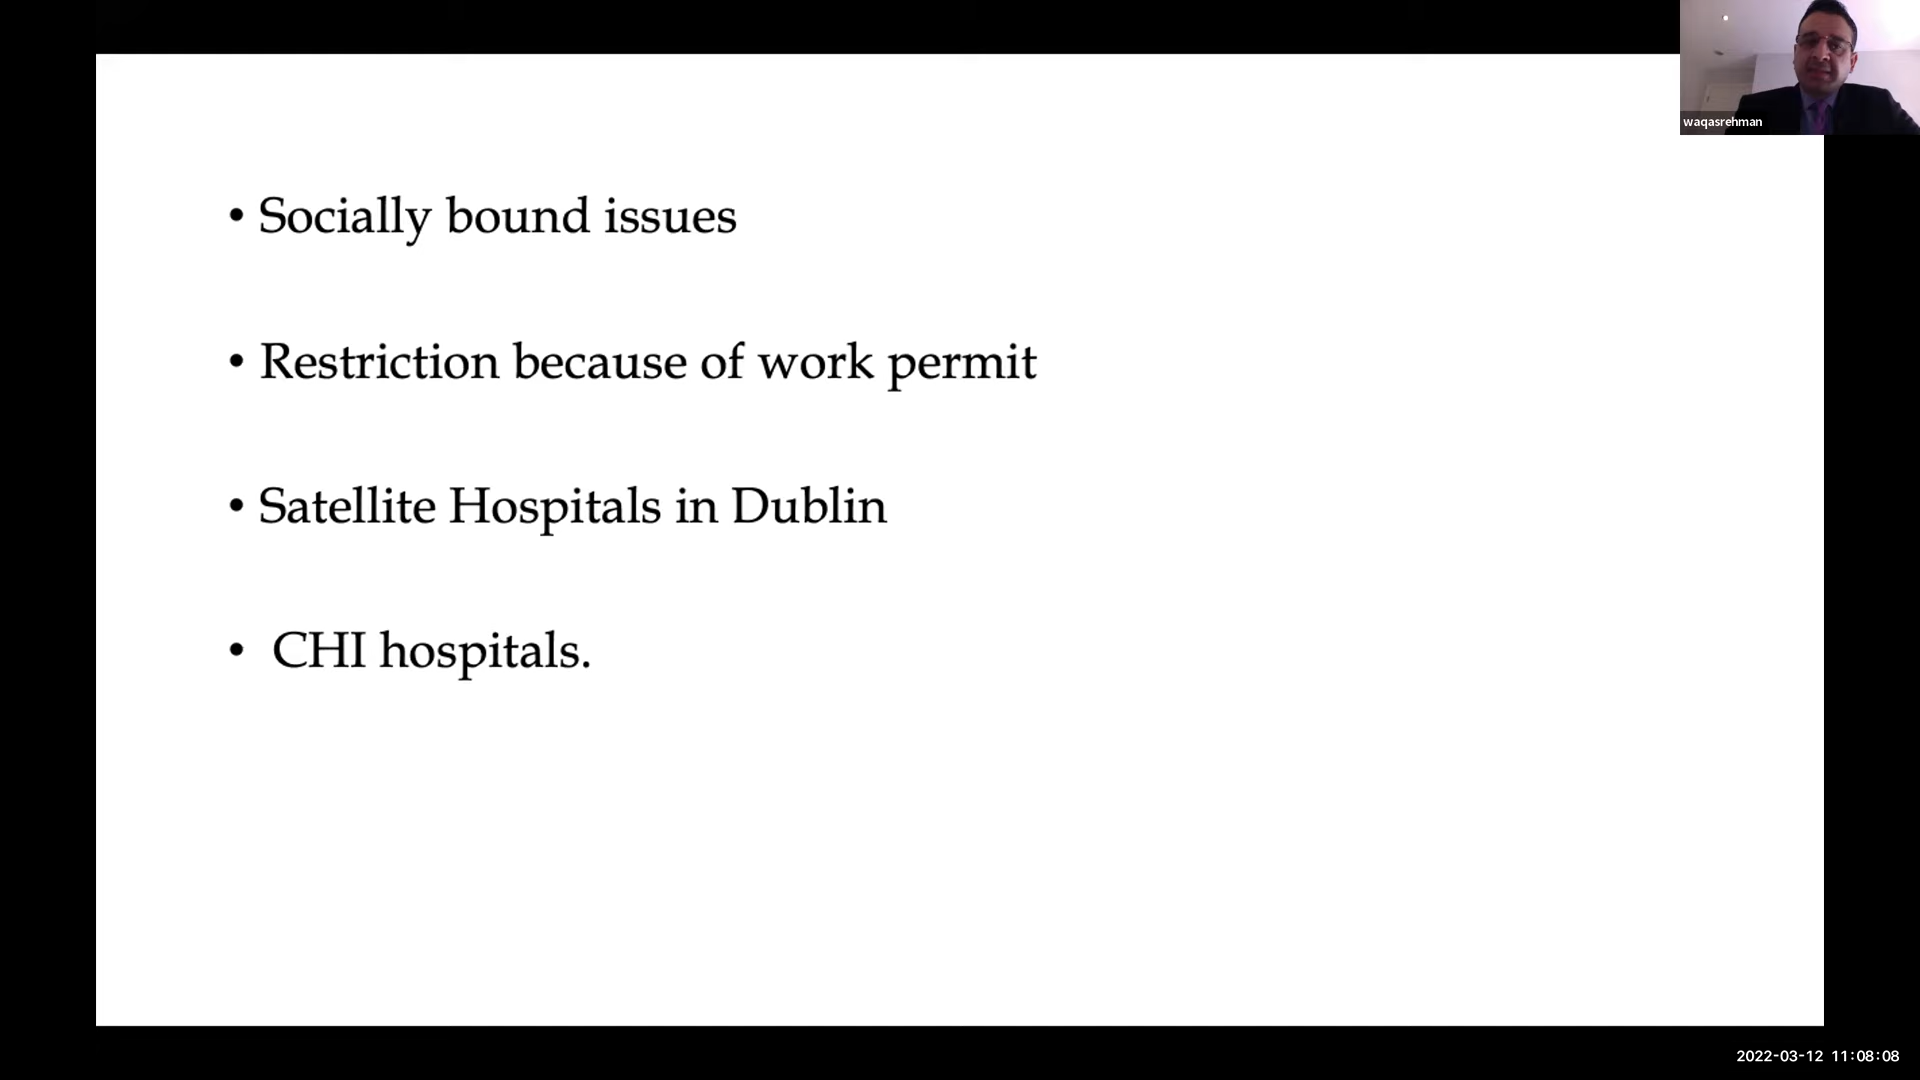 waqasrehman
• Socially bound issues
• Restriction because of work permit
• Satellite Hospitals in Dublin
• CHI hospitals.
2022-03-12 11:08:08